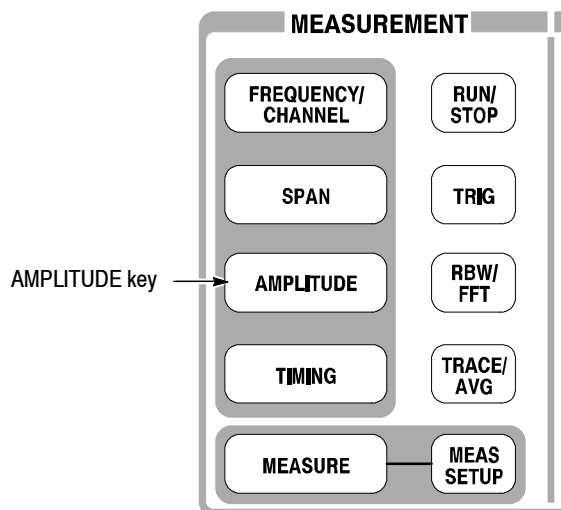 MEASUREMENT
FREQUENCY/
CHANNEL
RUN/
STOP
SPAN
TRIG
AMPLITUDE key
AMPLITUDE
RBW/
FFT
TIMING
TRACE/
AVG
MEASURE
MEAS
SETUP